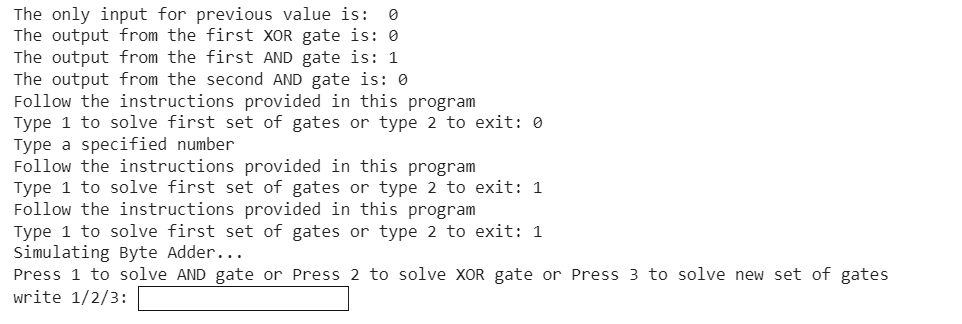 The only input for previous value is:  0
The output from the first XOR gate is: 0
The output from the first AND gate is: 1
The output from the second AND gate is: 0
Follow the instructions provided in this program
Type 1 to solve first set of gates or type 2 to exit: 0
Type a specified number
Follow the instructions provided in this program
Type 1 to solve first set of gates or type 2 to exit: 1
Follow the instructions provided in this program
Type 1 to solve first set of gates or type 2 to exit: 1
Simulating Byte Adder...
Press 1 to solve AND gate or Press 2 to solve XOR gate or Press 3 to solve new set of gates
write 1/2/3: